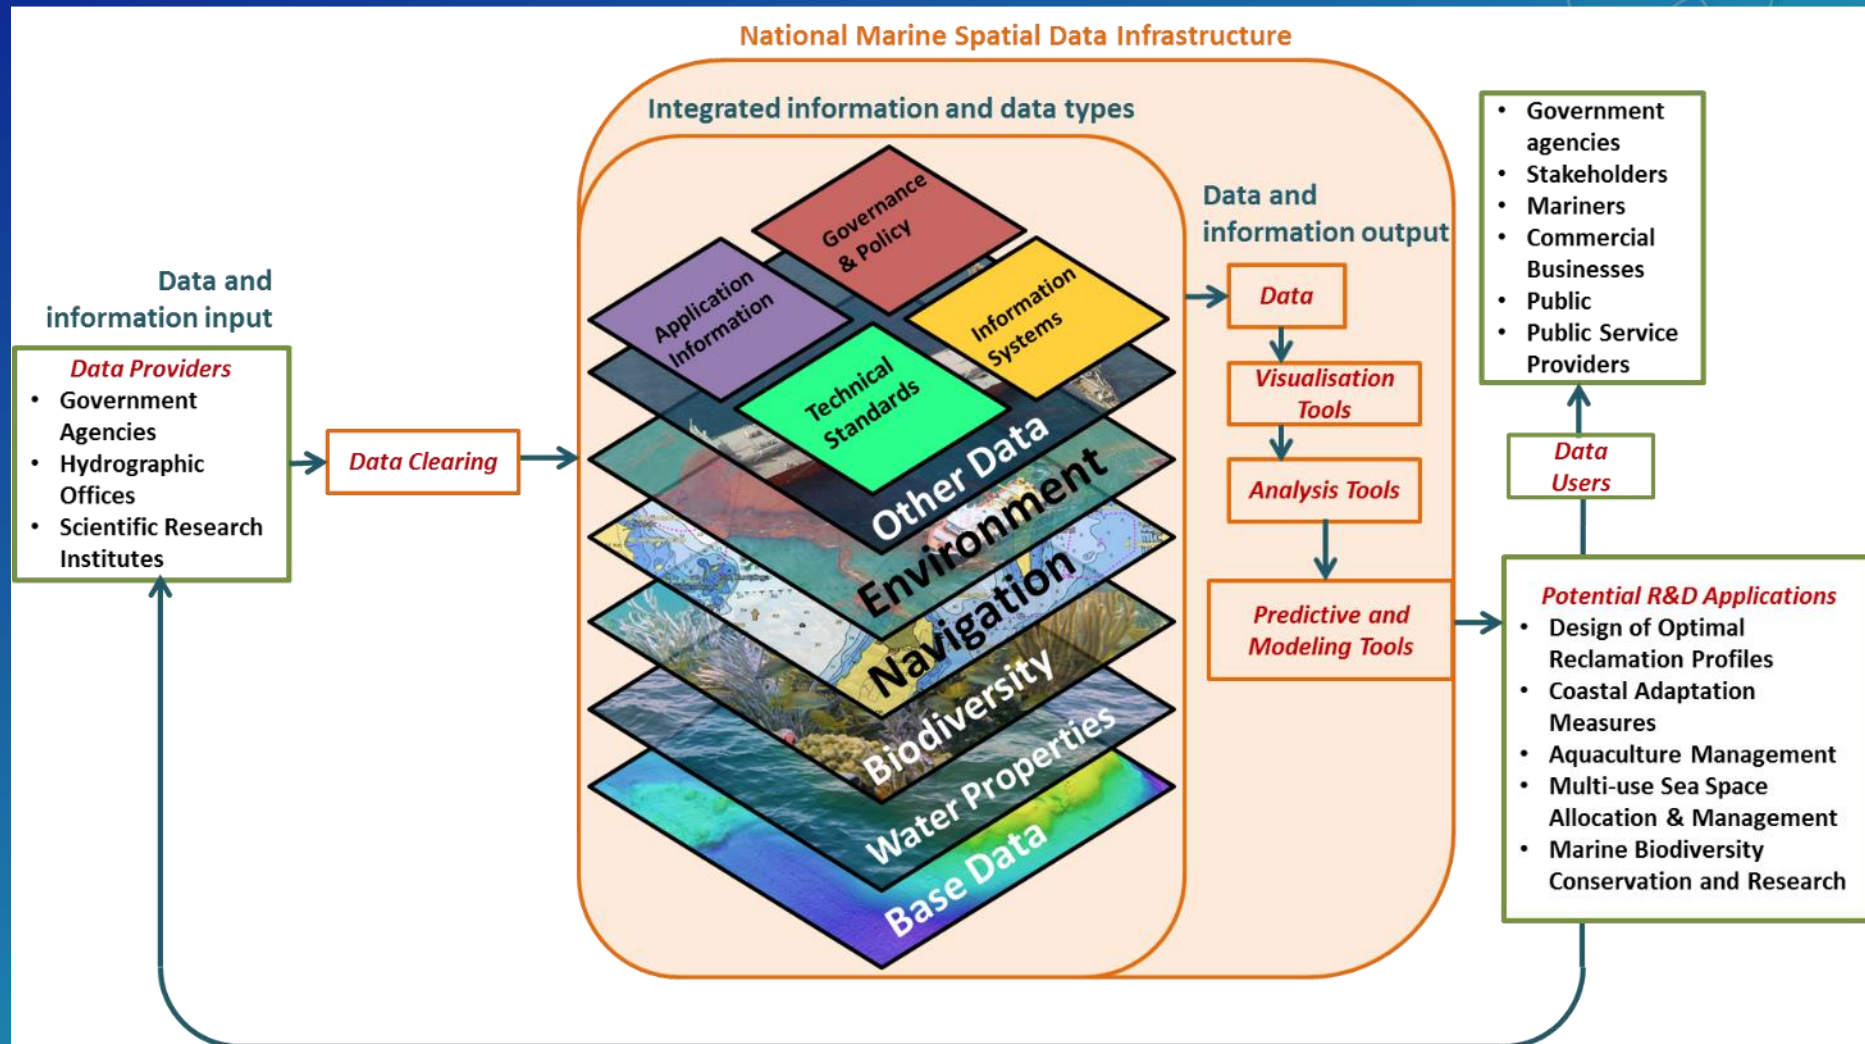 National Marine Spatial Data Infrastructure
Integrated information and data types
Data and
information input
Data Providers
• Government
Agencies
• Hydrographic
Offices
• Scientific Research
Institutes
Data Clearing
Governance
& Policy
Application
Information
Information
Systems
Technical
Standards
Other Data
Environment
Navigation
Biodiversity
Water Properties
Base Data
Data and
information output
Data
Visualisation
Tools
Analysis Tools
Predictive and
Modeling Tools
• Government
agencies
• Stakeholders
• Mariners
• Commercial
Businesses
• Public
• Public Service
Providers
Data
Users
Potential R&D Applications
• Design of Optimal
Reclamation Profiles
• Coastal Adaptation
Measures
• Aquaculture Management
• Multi-use Sea Space
Allocation & Management
• Marine Biodiversity
Conservation and Research